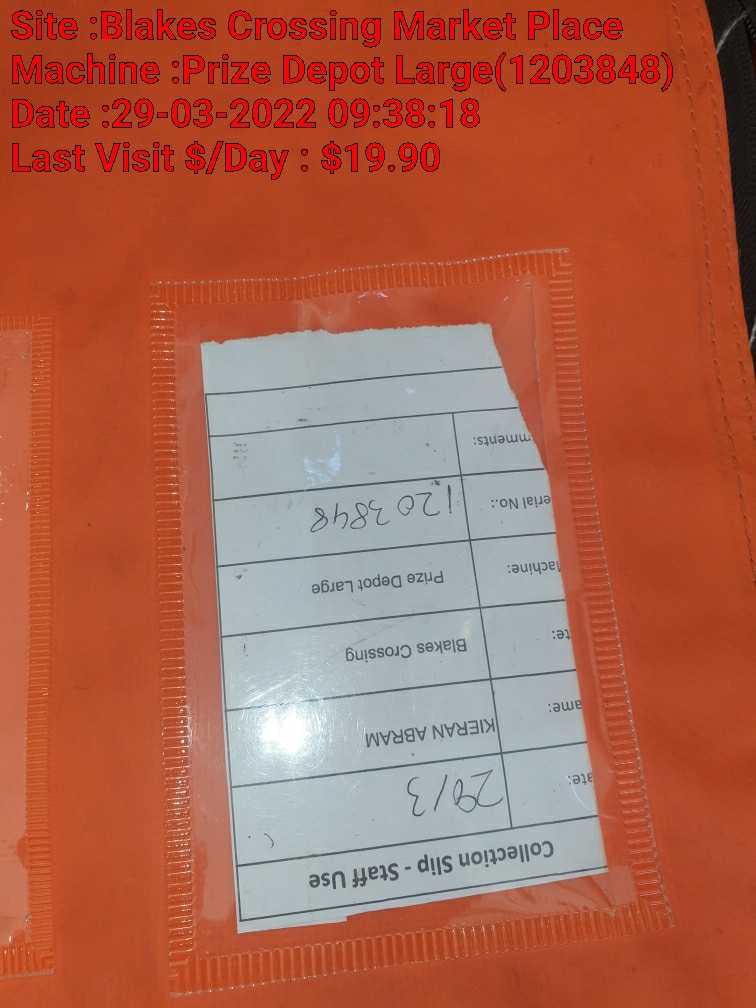 Site :Blakes Crossing Market Place
Machine :Prize Depot Large(1203848)
Date :29-03-2022 09:38:18
Last Visit $/Day : $19.90
Collection Slip - Staff Use
ate: 29/3
ame: KIERAN ABRAM
te: Blakes Crossing
achine: Prize Depot Large
erial No.: 1203848
mments: